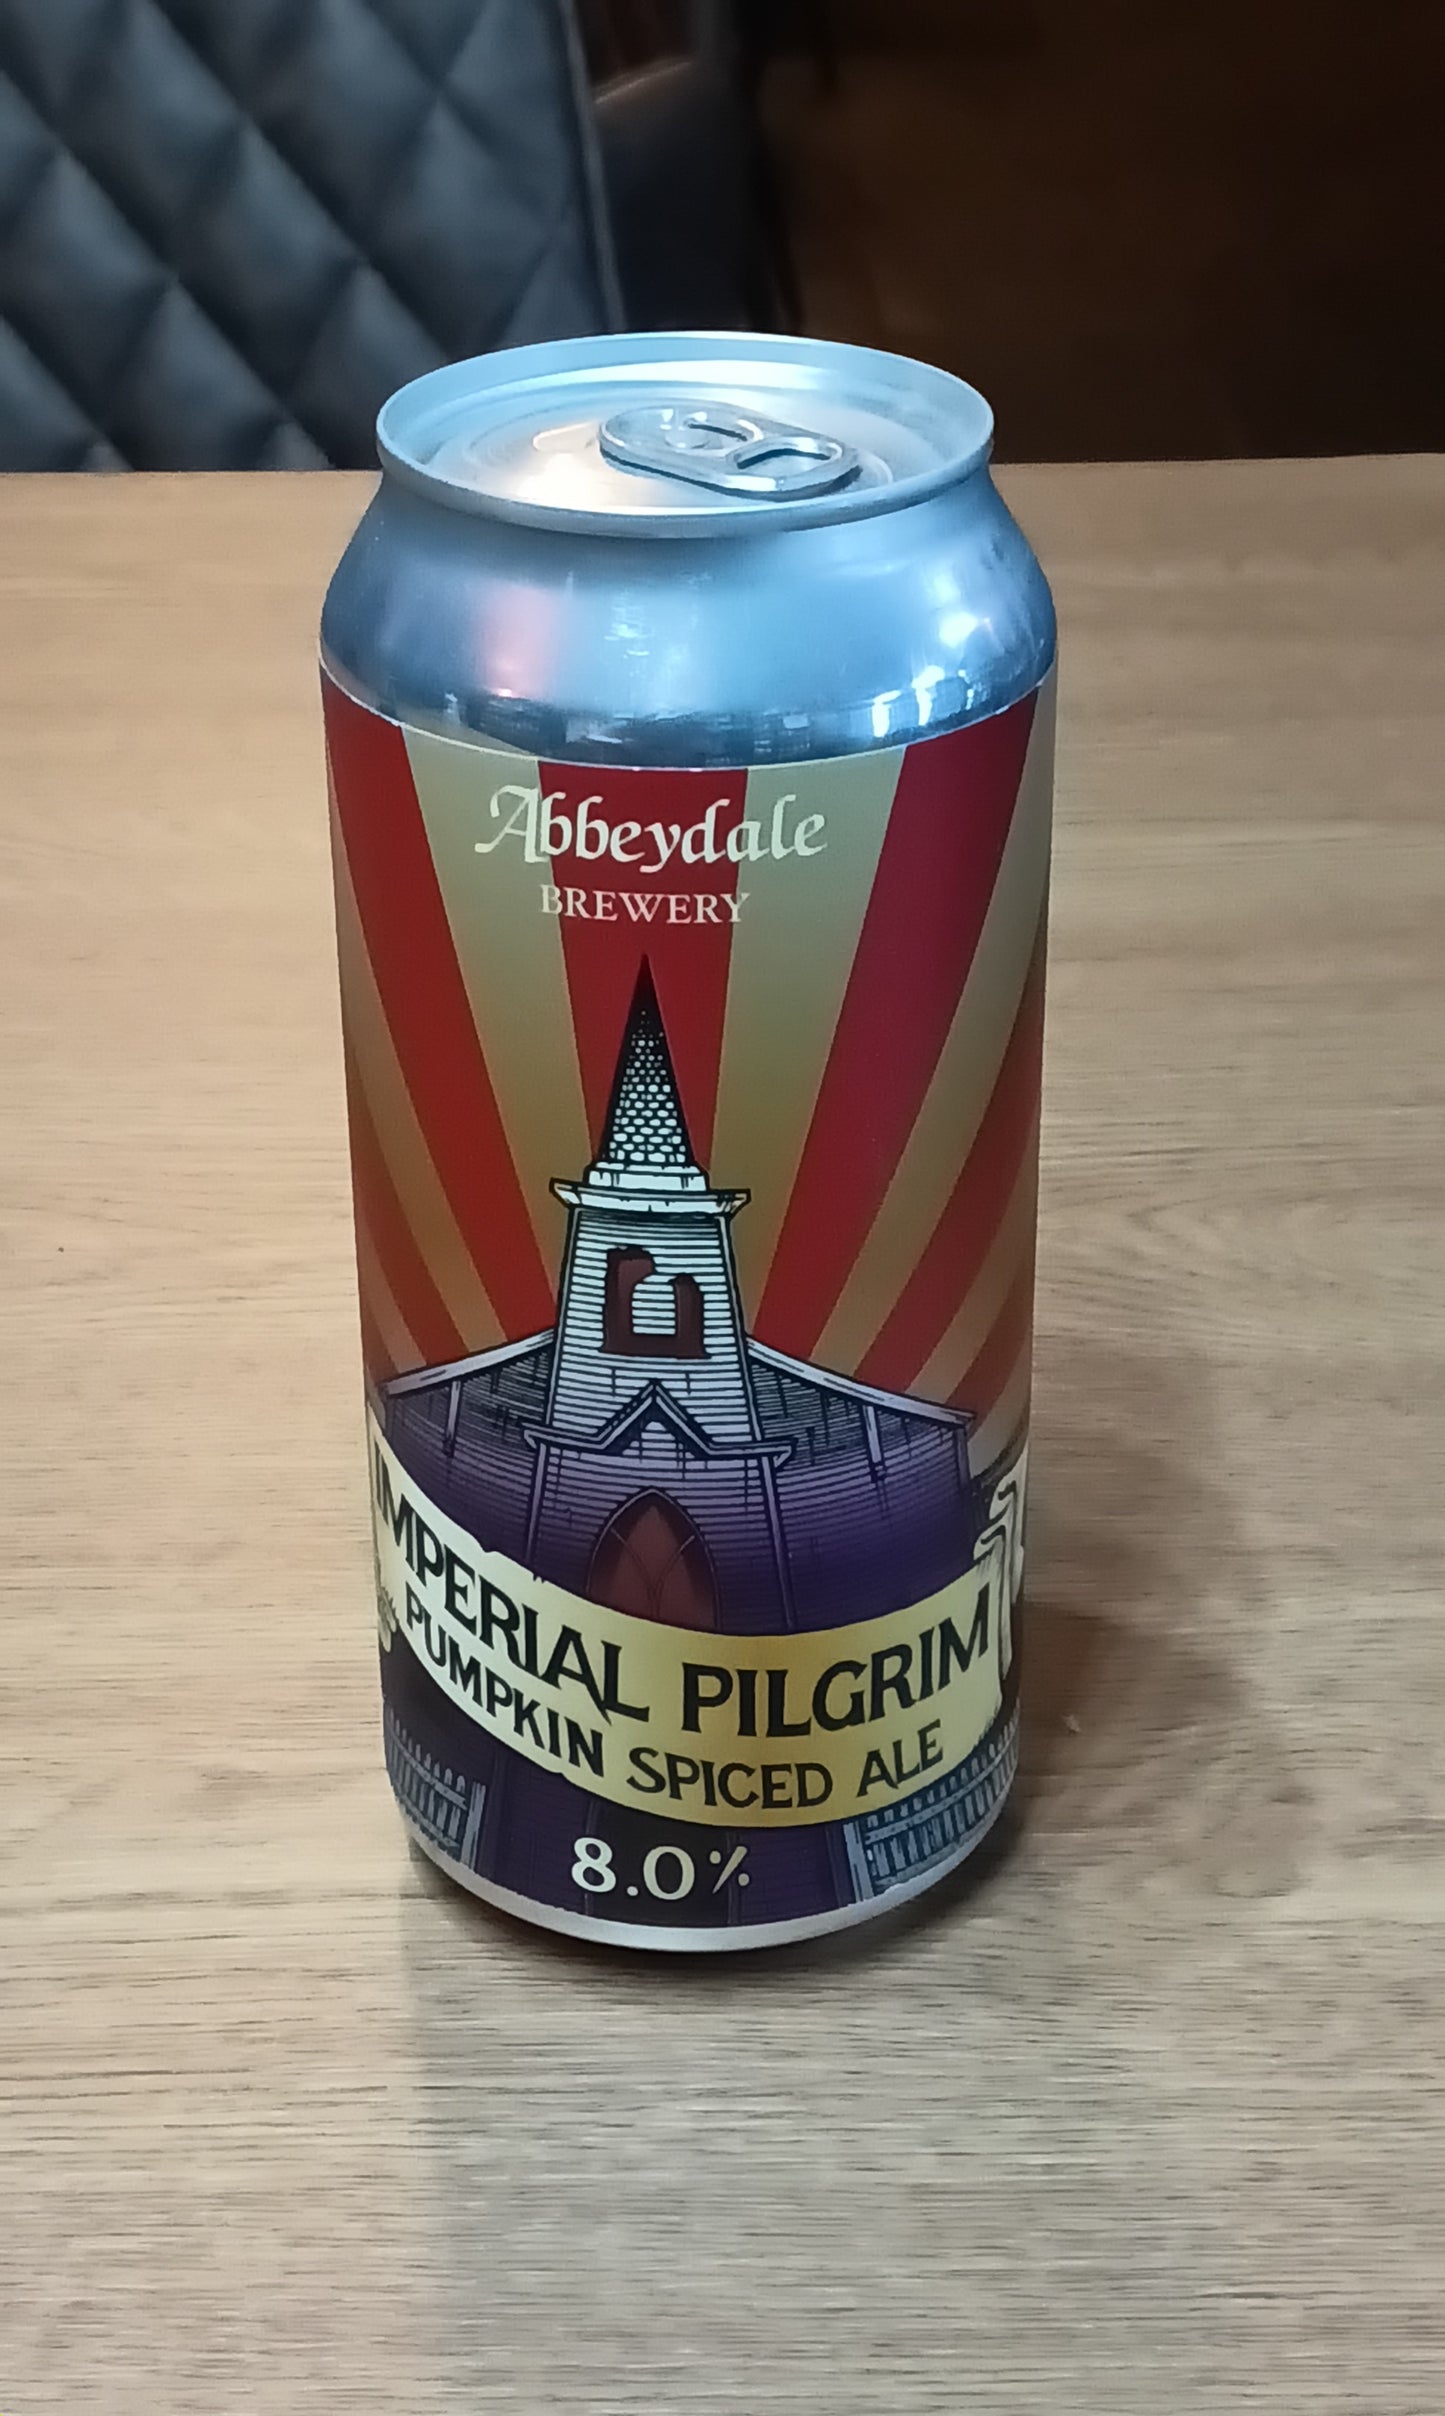 Abbeydale
BREWERY
IMPERIAL PILGRIM
PUMPKIN SPICED ALE
8.0%